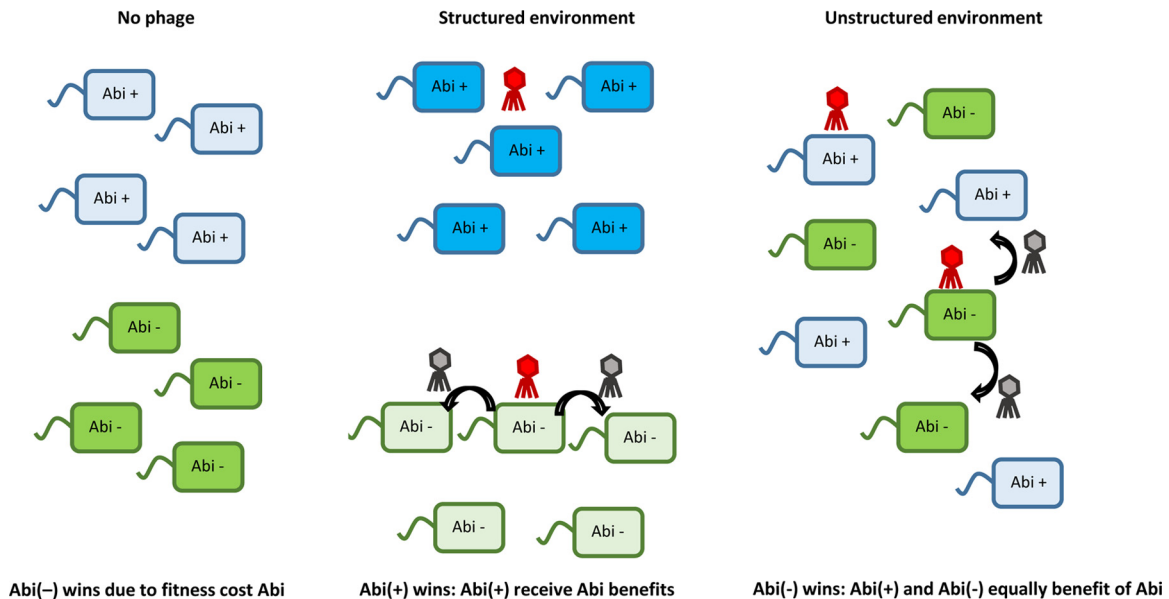 No phage
Abi +
Abi +
Abi +
Abi +
Abi -
Abi -
Abi -
Abi -
Abi(–) wins due to fitness cost Abi
Structured environment
Abi +
Abi +
Abi +
Abi +
Abi +
Abi -
Abi -
Abi -
Abi -
Abi -
Abi(+) wins: Abi(+) receive Abi benefits
Unstructured environment
Abi -
Abi +
Abi +
Abi -
Abi -
Abi +
Abi -
Abi +
Abi(-) wins: Abi(+) and Abi(-) equally benefit of Abi